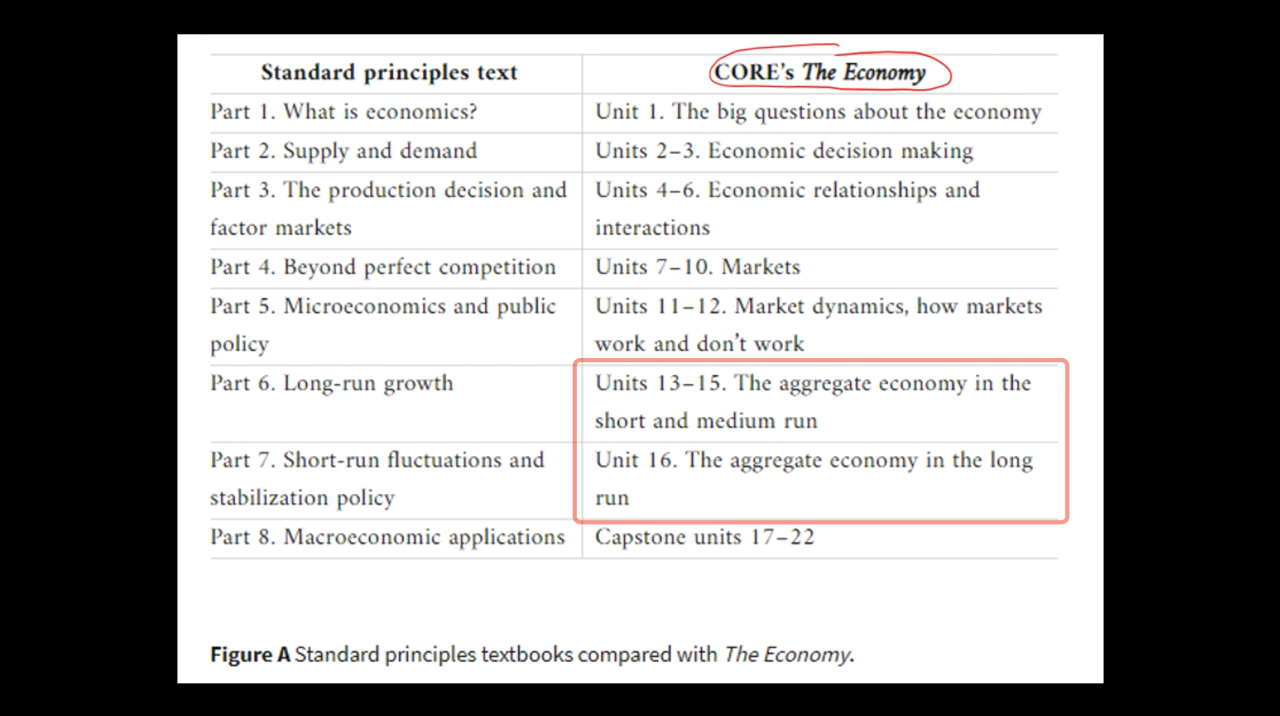 Standard principles text
CORE's The Economy
Part 1. What is economics?
Unit 1. The big questions about the economy
Part 2. Supply and demand
Units 2–3. Economic decision making
Part 3. The production decision and
factor markets
Units 4–6. Economic relationships and
interactions
Part 4. Beyond perfect competition
Units 7–10. Markets
Part 5. Microeconomics and public
policy
Units 11–12. Market dynamics, how markets
work and don't work
Part 6. Long-run growth
Units 13–15. The aggregate economy in the
short and medium run
Part 7. Short-run fluctuations and
stabilization policy
Unit 16. The aggregate economy in the long
run
Part 8. Macroeconomic applications
Capstone units 17–22
Figure A Standard principles textbooks compared with The Economy.